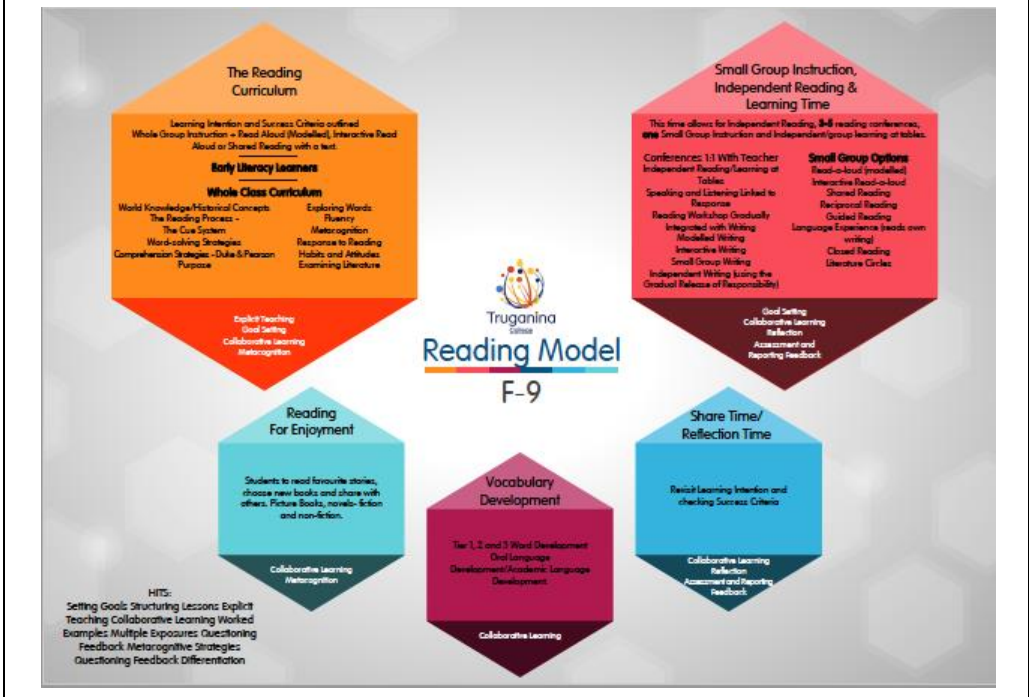 The Reading
Curriculum
Learning Intention and Success Criteria outlined
Whole Group Instruction + Read Aloud (Modelled), Interactive Read
Aloud or Shared Reading with a text.
Early Literacy Learners
Whole Class Curriculum
World Knowledge/Historical Concepts
The Reading Process -
The Cue System
Word-solving Strategies
Comprehension Strategies - Duke & Pearson
Purpose
Exploring Words
Fluency
Metacognition
Response to Reading
Habits and Attitudes
Examining Literature
Explicit Teaching
Goal Setting
Collaborative Learning
Metacognition
Small Group Instruction,
Independent Reading &
Learning Time
This time allows for Independent Reading, 3-5 reading conferences,
one Small Group Instruction and Independent/group learning at tables.
Conferences 1:1 With Teacher
Independent Reading/Learning at
Tables
Speaking and Listening Linked to
Response
Reading Workshop Gradually
Integrated with Writing
Modelled Writing
Interactive Writing
Small Group Writing
Independent Writing (using the
Gradual Release of Responsibility)
Small Group Options
Read-a-loud (modelled)
Interactive Read-a-loud
Shared Reading
Reciprocal Reading
Guided Reading
Language Experience (reads own
writing)
Closed Reading
Literature Circles
Goal Setting
Collaborative Learning
Reflection
Assessment and
Reporting Feedback
Truganina
College
Reading Model
F-9
Reading
For Enjoyment
Students to read favourite stories,
choose new books and share with
others. Picture Books, novels- fiction
and non-fiction.
Collaborative Learning
Metacognition
Vocabulary
Development
Tier 1, 2 and 3 Word Development
Oral Language
Development/Academic Language
Development
Collaborative Learning
Share Time/
Reflection Time
Revisit Learning Intention and
checking Success Criteria
Collaborative Learning
Reflection
Assessment and Reporting
Feedback
HITS:
Setting Goals Structuring Lessons Explicit
Teaching Collaborative Learning Worked
Examples Multiple Exposures Questioning
Feedback Metacognitive Strategies
Questioning Feedback Differentiation